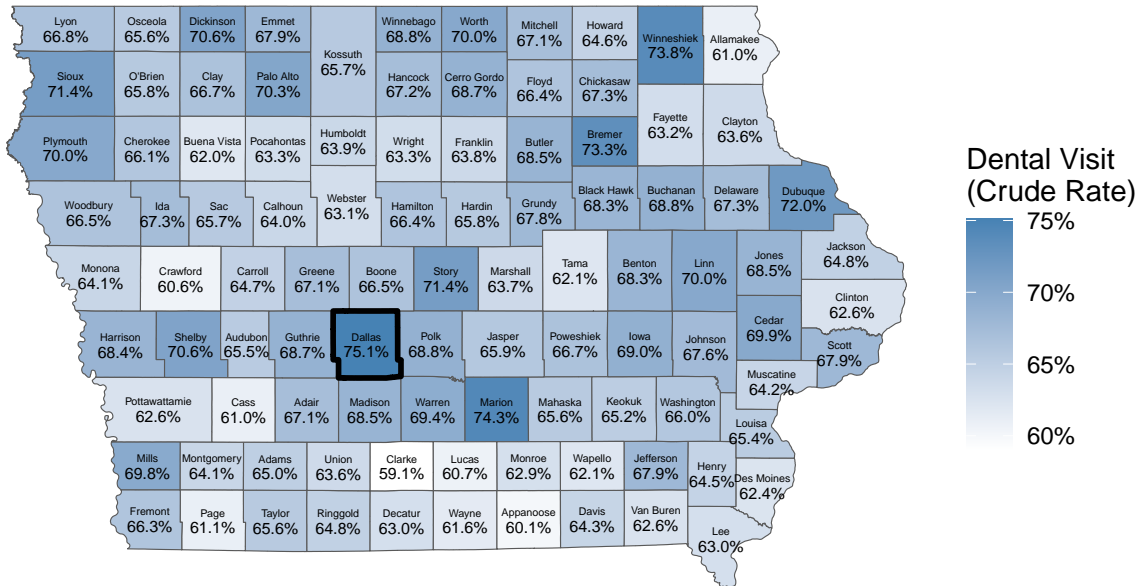 Lyon
66.8%
Osceola
65.6%
Dickinson
70.6%
Emmet
67.9%
Kossuth
65.7%
Winnebago
68.8%
Worth
70.0%
Mitchell
67.1%
Howard
64.6%
Winneshiek
73.8%
Allamakee
61.0%
Sioux
71.4%
O'Brien
65.8%
Clay
66.7%
Palo Alto
70.3%
Hancock
67.2%
Cerro Gordo
68.7%
Floyd
66.4%
Chickasaw
67.3%
Fayette
63.2%
Clayton
63.6%
Plymouth
70.0%
Cherokee
66.1%
Buena Vista
62.0%
Pocahontas
63.3%
Humboldt
63.9%
Wright
63.3%
Franklin
63.8%
Butler
68.5%
Bremer
73.3%
Woodbury
66.5%
Ida
67.3%
Sac
65.7%
Calhoun
64.0%
Webster
63.1%
Hamilton
66.4%
Hardin
65.8%
Grundy
67.8%
Black Hawk
68.3%
Buchanan
68.8%
Delaware
67.3%
Dubuque
72.0%
Monona
64.1%
Crawford
60.6%
Carroll
64.7%
Greene
67.1%
Boone
66.5%
Story
71.4%
Marshall
63.7%
Tama
62.1%
Benton
68.3%
Linn
70.0%
Jones
68.5%
Jackson
64.8%
Clinton
62.6%
Harrison
68.4%
Shelby
70.6%
Audubon
65.5%
Guthrie
68.7%
Dallas
75.1%
Polk
68.8%
Jasper
65.9%
Poweshiek
66.7%
Iowa
69.0%
Johnson
67.6%
Cedar
69.9%
Scott
67.9%
Muscatine
64.2%
Pottawattamie
62.6%
Cass
61.0%
Adair
67.1%
Madison
68.5%
Warren
69.4%
Marion
74.3%
Mahaska
65.6%
Keokuk
65.2%
Washington
66.0%
Louisa
65.4%
Mills
69.8%
Montgomery
64.1%
Adams
65.0%
Union
63.6%
Clarke
59.1%
Lucas
60.7%
Monroe
62.9%
Wapello
62.1%
Jefferson
67.9%
Henry
64.5%
Des Moines
62.4%
Fremont
66.3%
Page
61.1%
Taylor
65.6%
Ringgold
64.8%
Decatur
63.0%
Wayne
61.6%
Appanoose
60.1%
Davis
64.3%
Van Buren
62.6%
Lee
63.0%
Dental Visit
(Crude Rate)
75%
70%
65%
60%